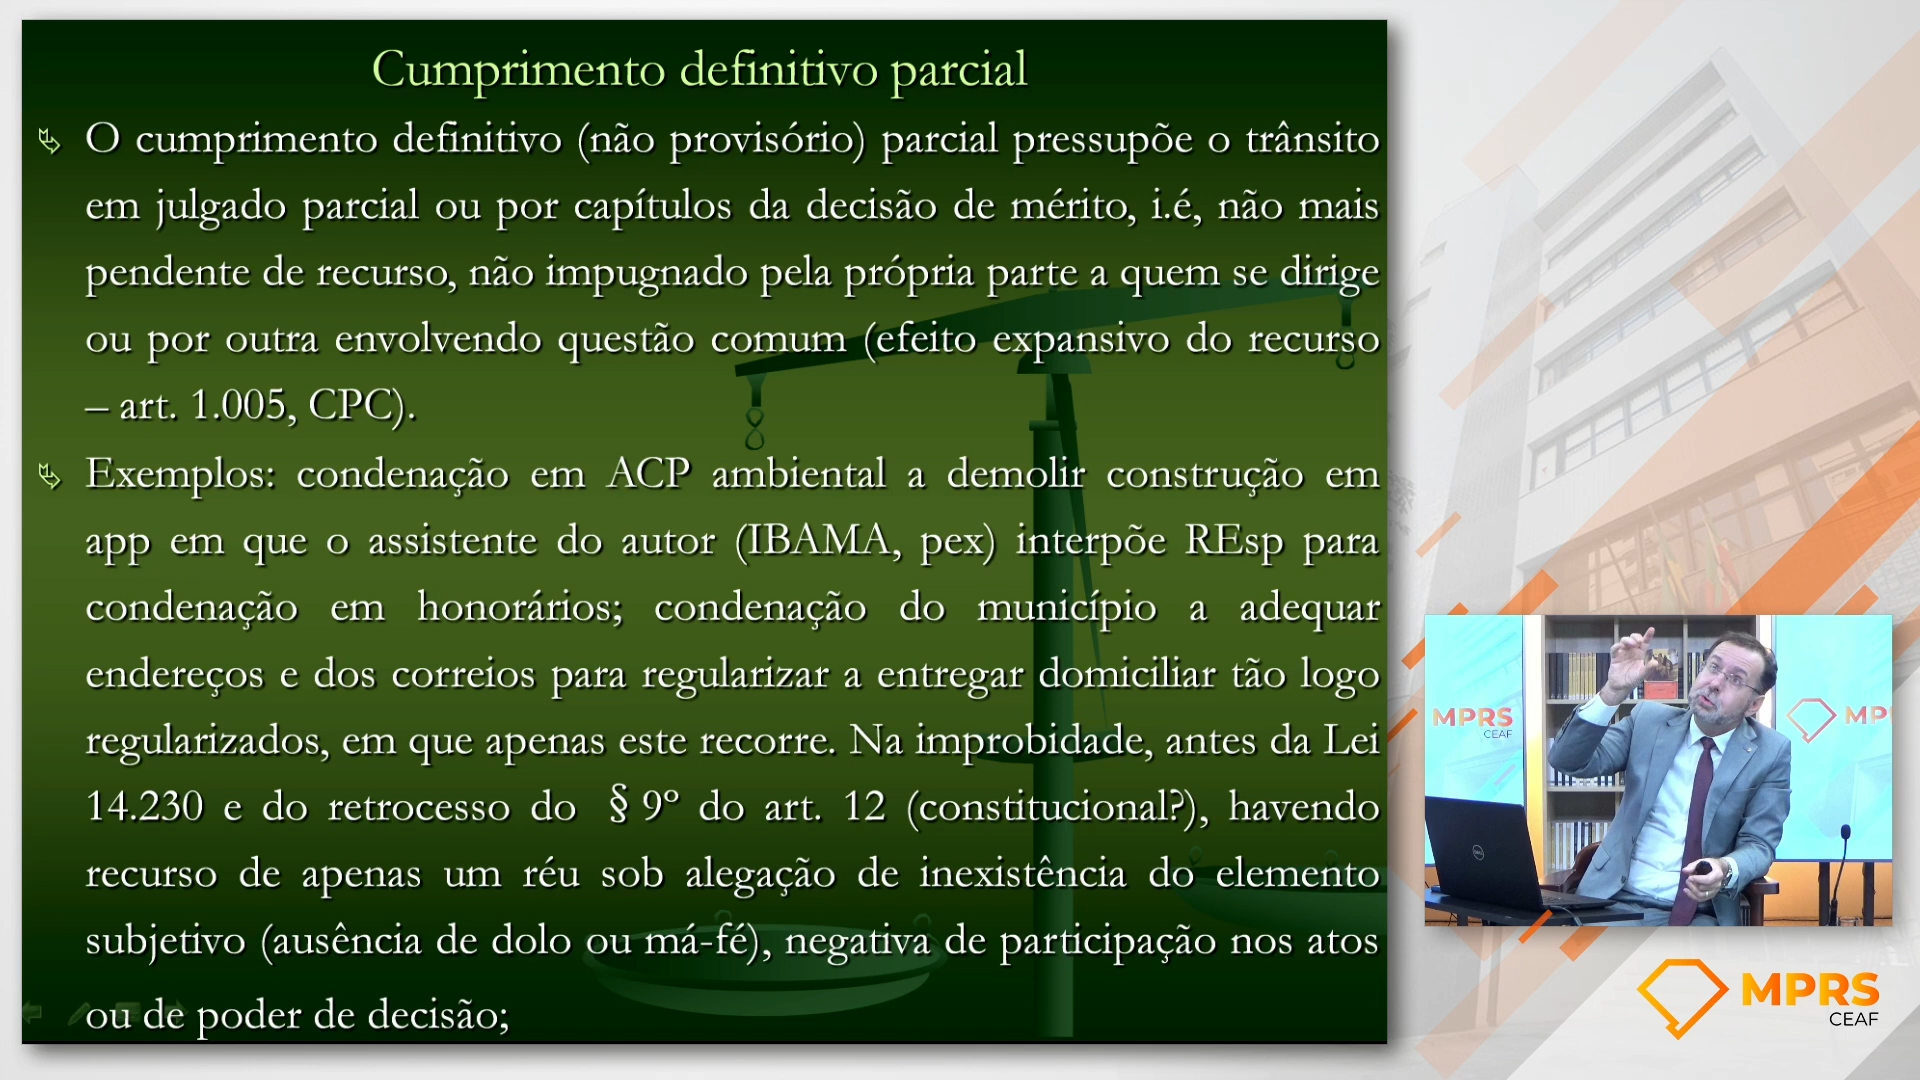 Cumprimento definitivo parcial
O cumprimento definitivo (não provisório) parcial pressupõe o trânsito
em julgado parcial ou por capítulos da decisão de mérito, i.é, não mais
pendente de recurso, não impugnado pela própria parte a quem se dirige
ou por outra envolvendo questão comum (efeito expansivo do recurso
– art. 1.005, CPC).
Exemplos: condenação em ACP ambiental a demolir construção em
app em que o assistente do autor (IBAMA, pex) interpõe REsp para
condenação em honorários; condenação do município a adequar
endereços e dos correios para regularizar a entregar domiciliar tão logo
regularizados, em que apenas este recorre. Na improbidade, antes da Lei
14.230 e do retrocesso do § 9º do art. 12 (constitucional?), havendo
recurso de apenas um réu sob alegação de inexistência do elemento
subjetivo (ausência de dolo ou má-fé), negativa de participação nos atos
ou de poder de decisão;
MPRS
CEAF
MP
MPRS
CEAF